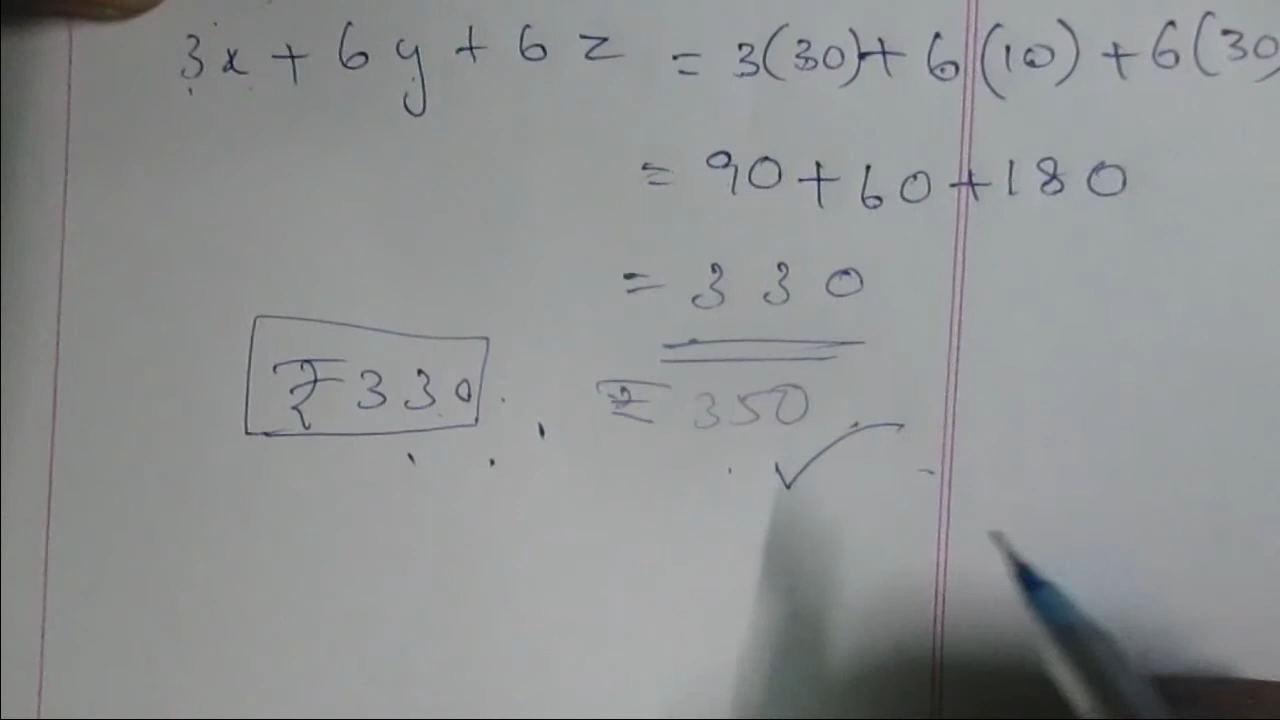 3x + 6y + 6z = 3(30) + 6(10) + 6(30
= 90 + 60 + 180
= 330
₹ 330
₹ 350